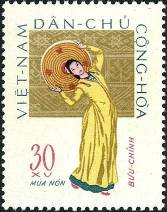 VIỆT-NAM DÂN-CHỦ CỘNG-HÒA
30 XU
MÚA NÓN
BƯU-CHÍNH